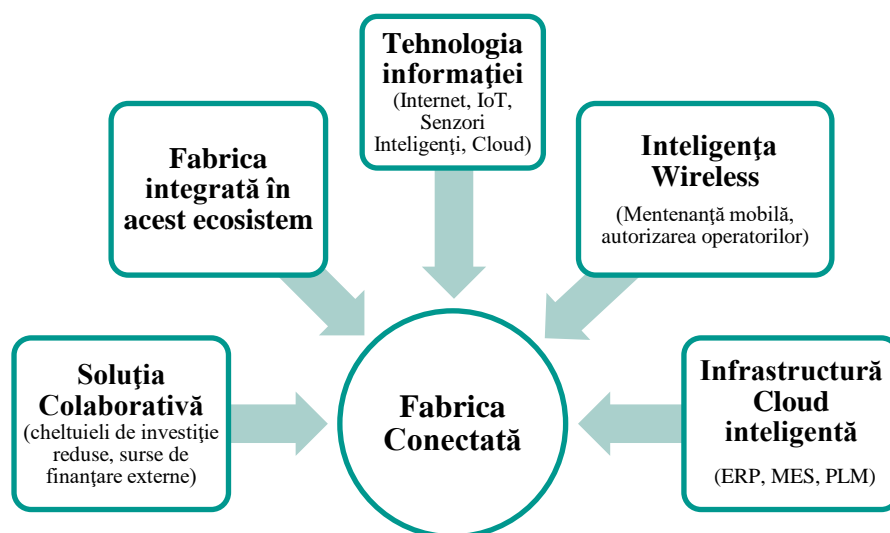 Tehnologia
informaţiei
(Internet, IoT,
Senzori
Inteligenţi, Cloud)
Fabrica
integrată în
acest ecosistem
Inteligenţa
Wireless
(Mentenanţă mobilă,
autorizarea operatorilor)
Soluţia
Colaborativă
(cheltuieli de investiţie
reduse, surse de
finanţare externe)
Fabrica
Conectată
Infrastructură
Cloud
inteligentă
(ERP, MES, PLM)